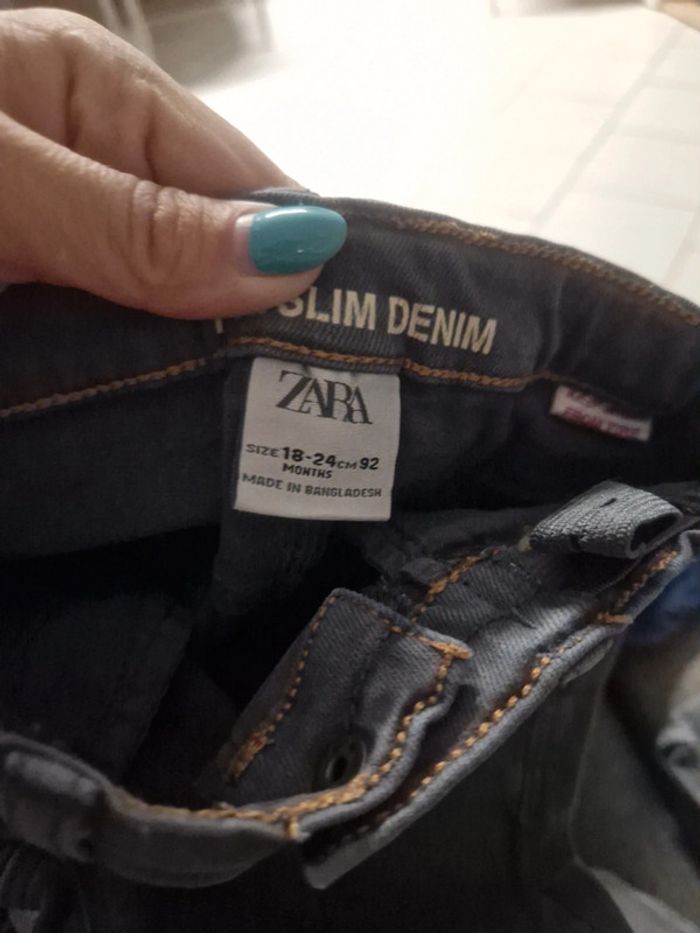 SLIM DENIM
ZARA
SIZE 18-24 CM 92
MONTHS
MADE IN BANGLADESH